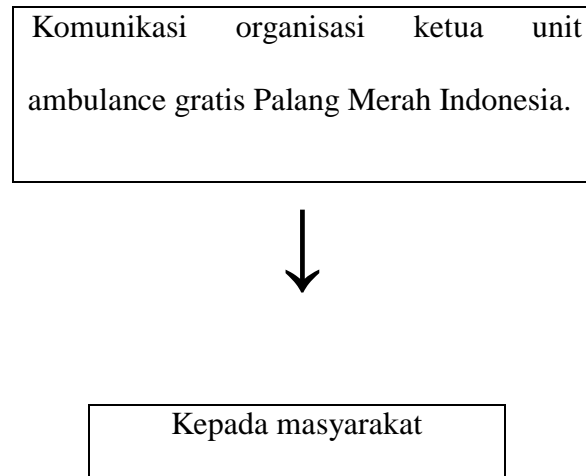 Komunikasi organisasi ketua unit
ambulance gratis Palang Merah Indonesia.
Kepada masyarakat